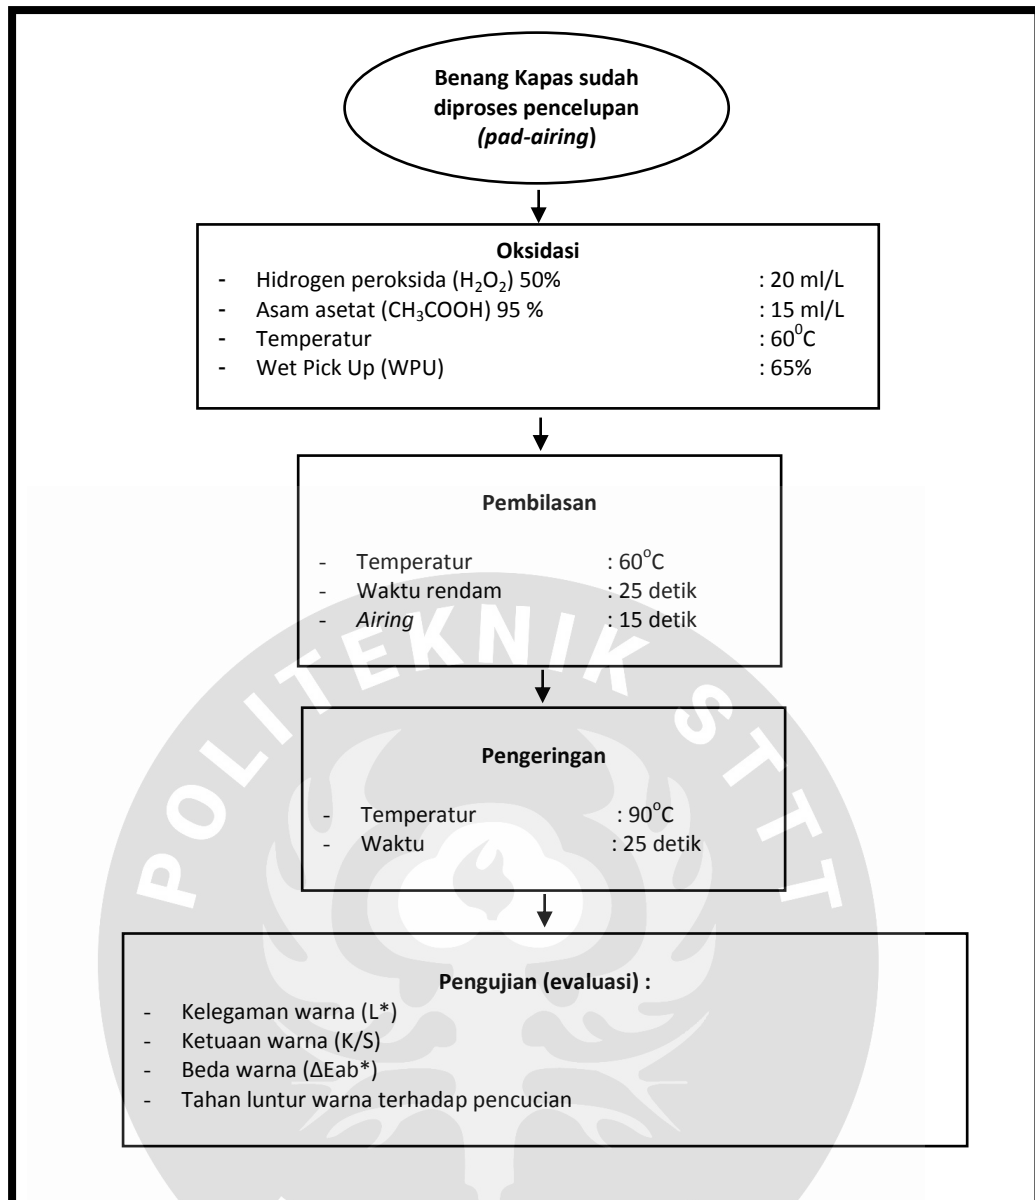 Benang Kapas sudah
diproses pencelupan
(pad-airing)
Oksidasi
- Hidrogen peroksida (H₂O₂) 50% : 20 ml/L
- Asam asetat (CH₃COOH) 95 % : 15 ml/L
- Temperatur : 60⁰C
- Wet Pick Up (WPU) : 65%
Pembilasan
- Temperatur : 60°C
- Waktu rendam : 25 detik
- Airing : 15 detik
Pengeringan
- Temperatur : 90°C
- Waktu : 25 detik
Pengujian (evaluasi) :
- Kelegaman warna (L*)
- Ketuaan warna (K/S)
- Beda warna (ΔEab*)
- Tahan luntur warna terhadap pencucian
POLITEKNIK STTT